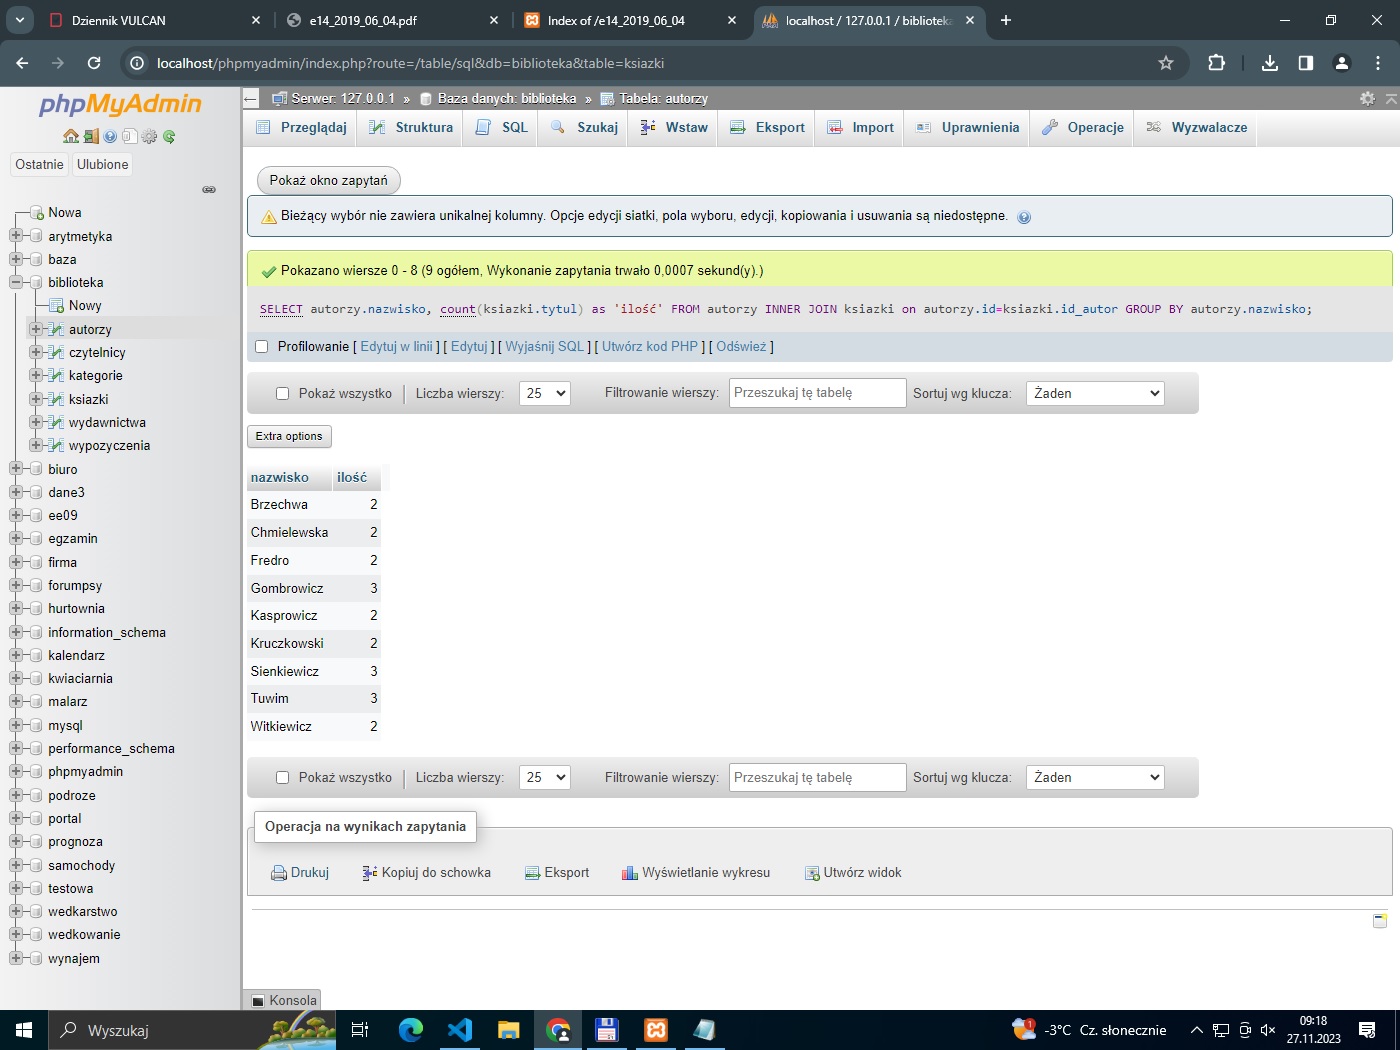 Dziennik VULCAN
e14_2019_06_04.pdf
Index of /e14_2019_06_04
localhost / 127.0.0.1 / biblioteka
localhost/phpmyadmin/index.php?route=/table/sql&db=biblioteka&table=ksiazki
phpMyAdmin
Ostatnie
Ulubione
Nowa
arytmetyka
baza
biblioteka
Nowy
autorzy
czytelnicy
kategorie
ksiazki
wydawnictwa
wypozyczenia
biuro
dane3
ee09
egzamin
firma
forumpsy
hurtownia
information_schema
kalendarz
kwiaciarnia
malarz
mysql
performance_schema
phpmyadmin
podroze
portal
prognoza
samochody
testowa
wedkarstwo
wedkowanie
wynajem
Serwer: 127.0.0.1 » Baza danych: biblioteka » Tabela: autorzy
Przeglądaj
Struktura
SQL
Szukaj
Wstaw
Eksport
Import
Uprawnienia
Operacje
Wyzwalacze
Pokaż okno zapytań
Bieżący wybór nie zawiera unikalnej kolumny. Opcje edycji siatki, pola wyboru, edycji, kopiowania i usuwania są niedostępne.
Pokazano wiersze 0 - 8 (9 ogółem, Wykonanie zapytania trwało 0,0007 sekund(y).)
SELECT autorzy.nazwisko, count(ksiazki.tytul) as 'ilość' FROM autorzy INNER JOIN ksiazki on autorzy.id=ksiazki.id_autor GROUP BY autorzy.nazwisko;
Profilowanie [ Edytuj w linii ] [ Edytuj ] [ Wyjaśnij SQL ] [ Utwórz kod PHP ] [ Odśwież ]
Pokaż wszystko | Liczba wierszy: 25 Filtrowanie wierszy: Przeszukaj tę tabelę Sortuj wg klucza: Żaden
Extra options
nazwisko ilość
Brzechwa 2
Chmielewska 2
Fredro 2
Gombrowicz 3
Kasprowicz 2
Kruczkowski 2
Sienkiewicz 3
Tuwim 3
Witkiewicz 2
Pokaż wszystko | Liczba wierszy: 25 Filtrowanie wierszy: Przeszukaj tę tabelę Sortuj wg klucza: Żaden
Operacja na wynikach zapytania
Drukuj
Kopiuj do schowka
Eksport
Wyświetlanie wykresu
Utwórz widok
Konsola
Wyszukaj
1
-3°C Cz. słonecznie
09:18
27.11.2023